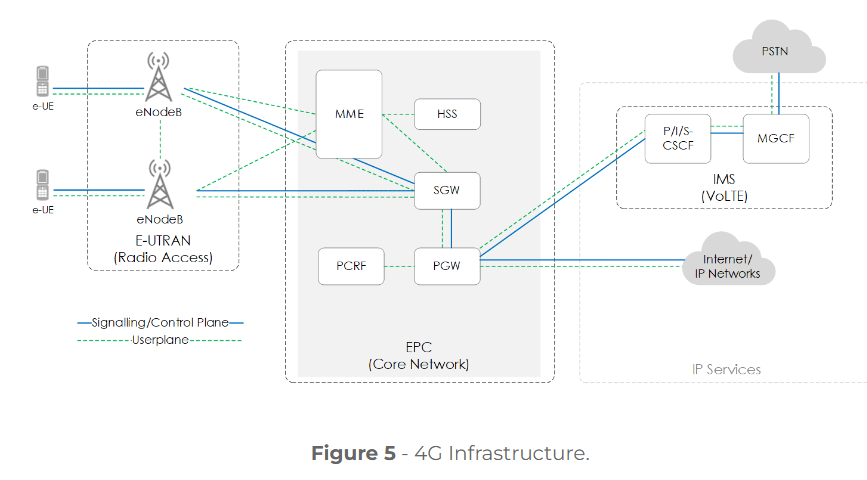 PSTN
e-UE
eNodeB
MME
HSS
P/I/S-
CSCF
MGCF
IMS
(VoLTE)
e-UE
eNodeB
SGW
E-UTRAN
(Radio Access)
PCRF
PGW
Internet/
IP Networks
Signalling/Control Plane
Userplane
EPC
(Core Network)
IP Services
Figure 5 - 4G Infrastructure.